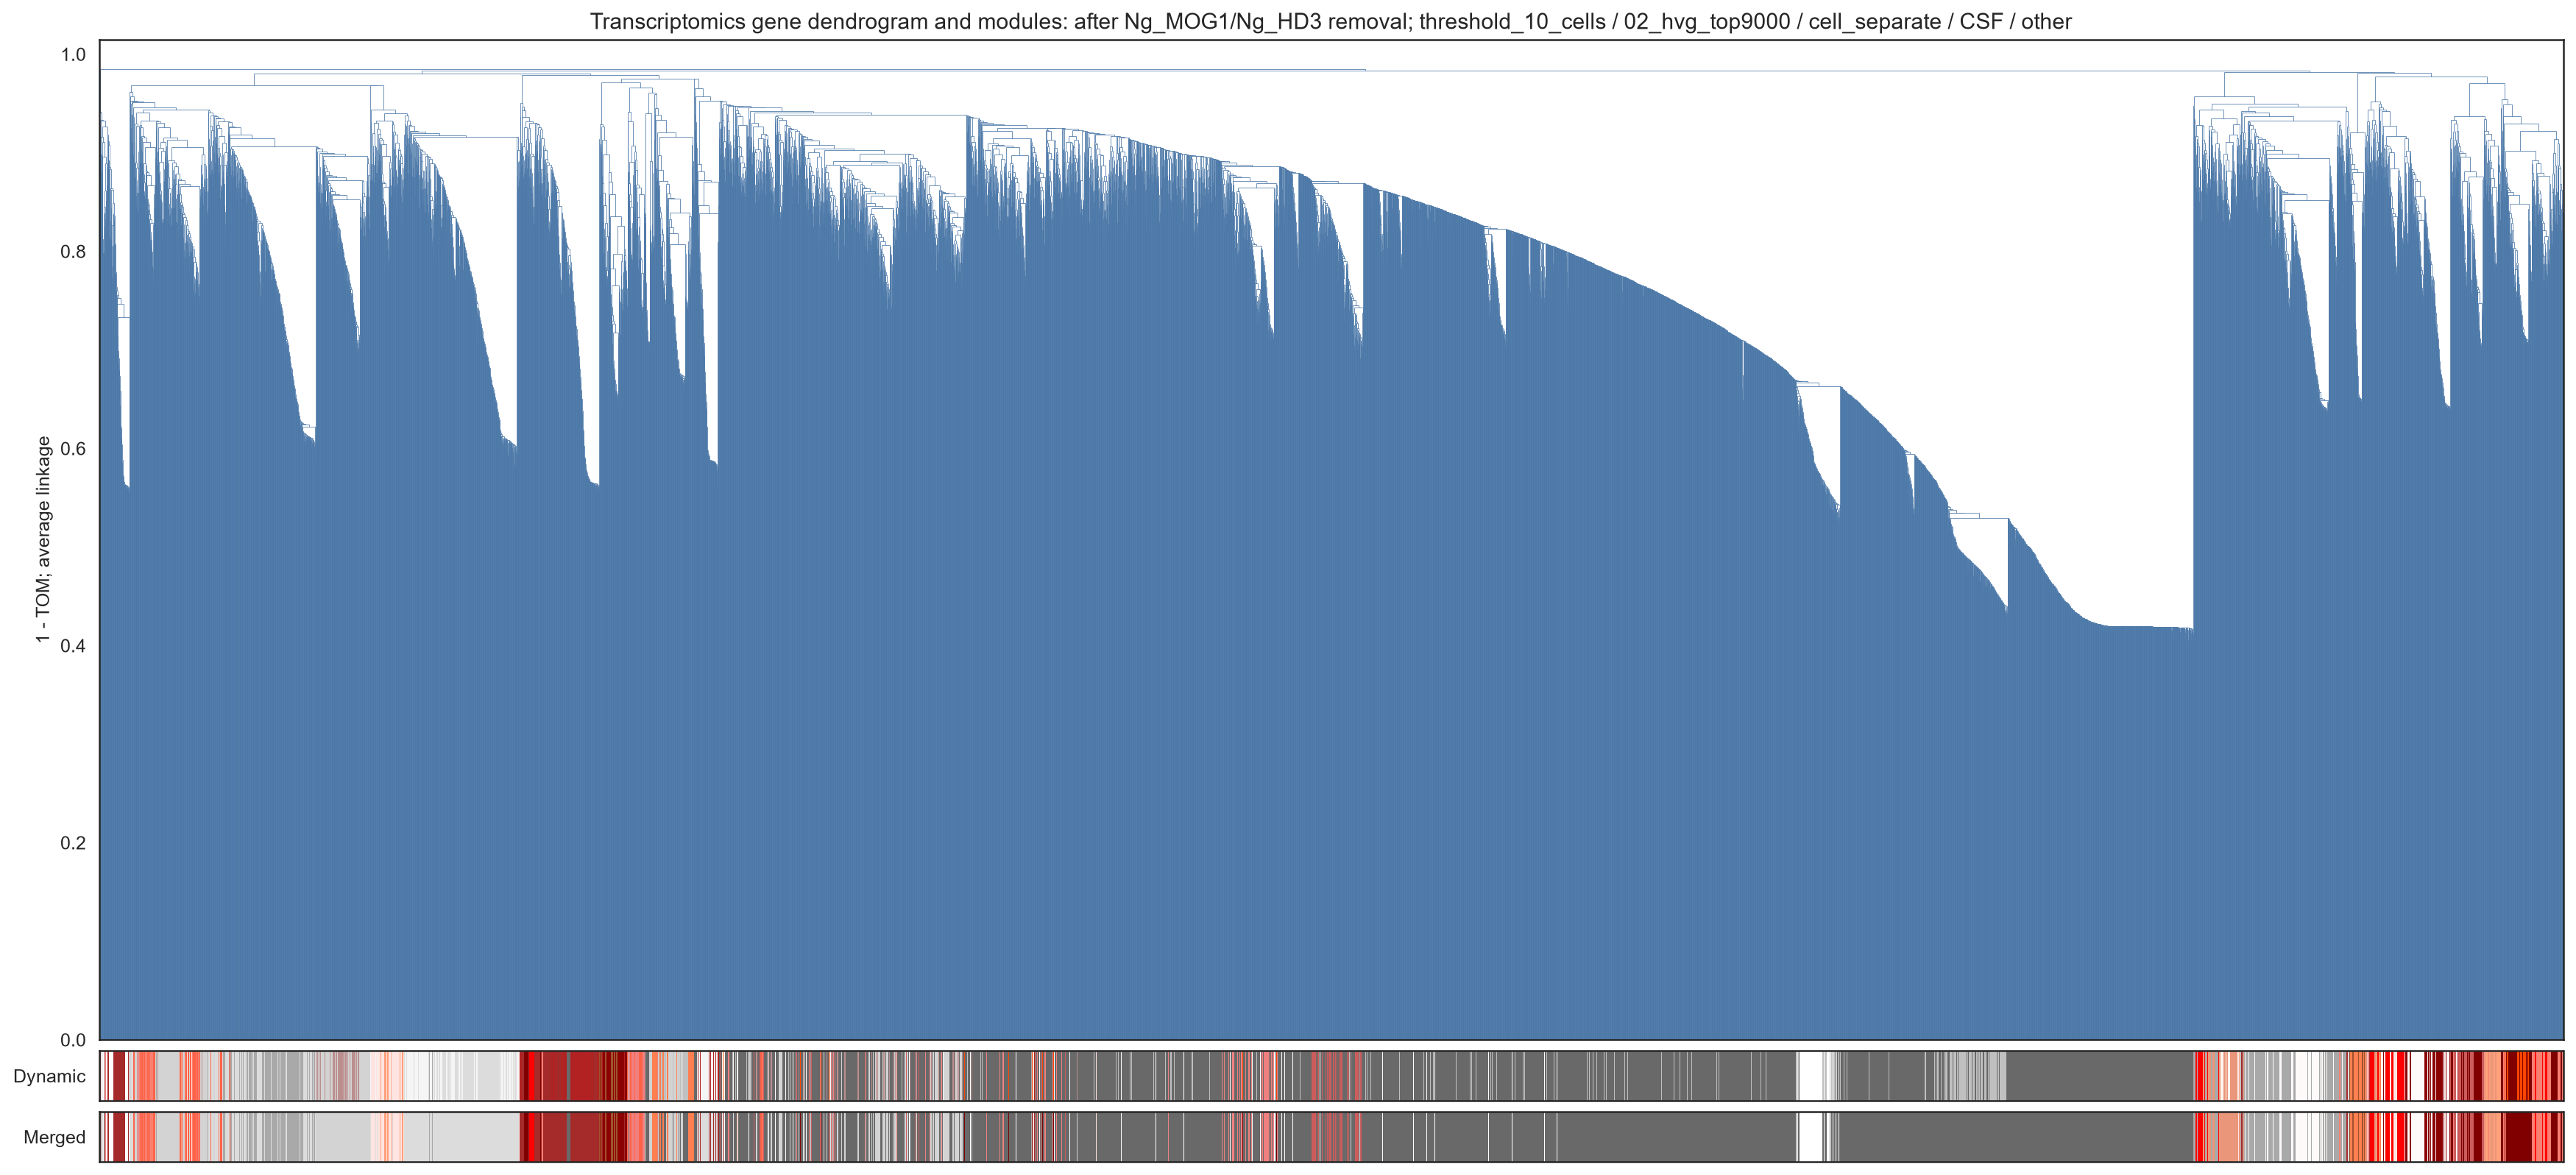 Transcriptomics gene dendrogram and modules: after Ng_MOG1/Ng_HD3 removal; threshold_10_cells / 02_hvg_top9000 / cell_separate / CSF / other
1.0
0.8
0.6
0.4
0.2
0.0
1 - TOM; average linkage
Dynamic
Merged